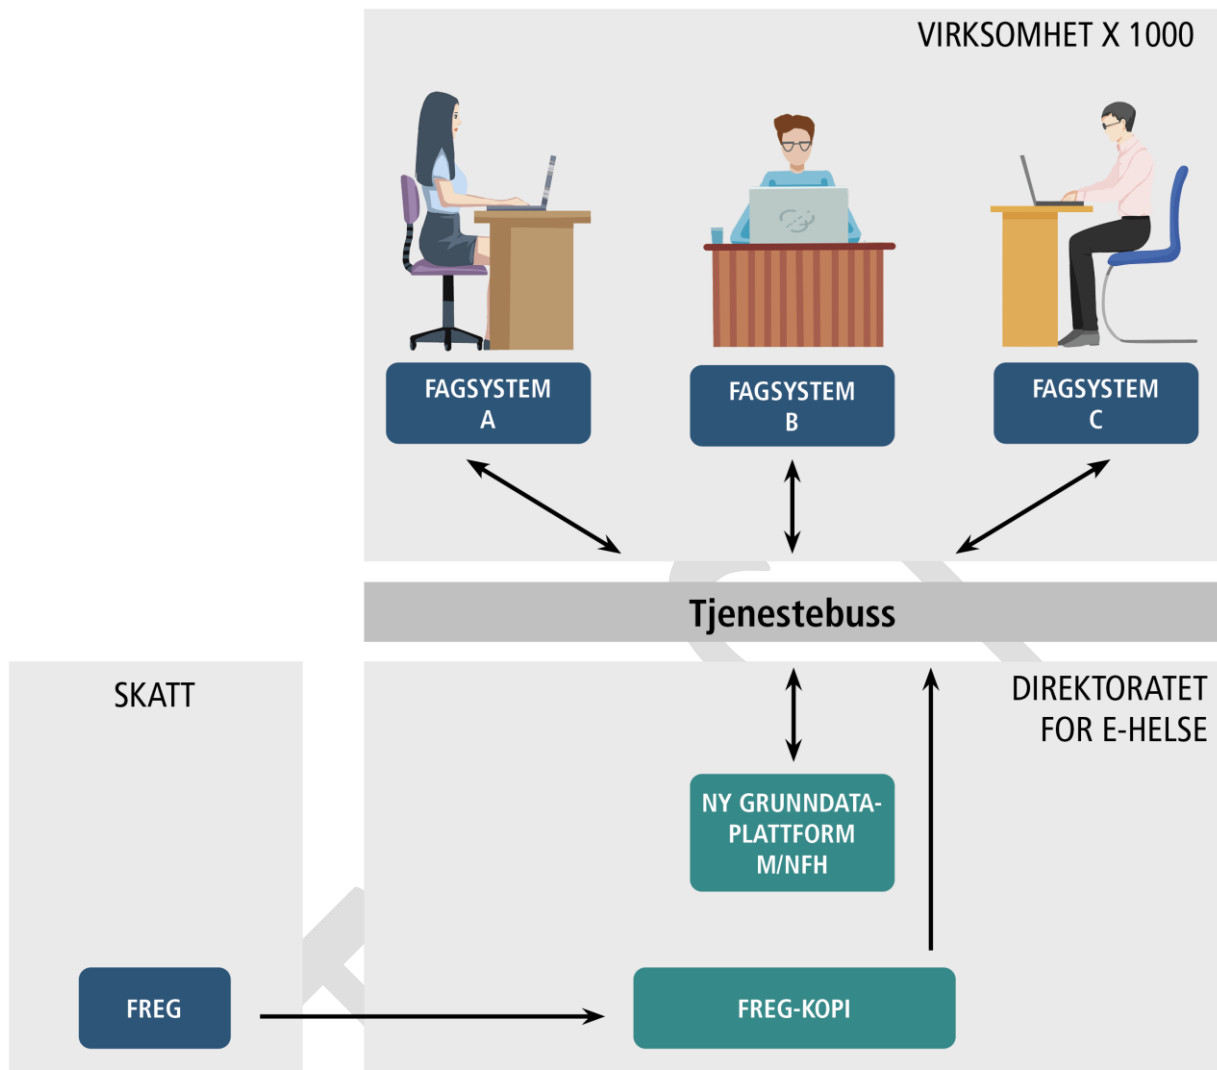 VIRKSOMHET X 1000
FAGSYSTEM
A
FAGSYSTEM
B
FAGSYSTEM
C
Tjenestebuss
SKATT
DIREKTORATET
FOR E-HELSE
NY GRUNNDATA-
PLATTFORM
M/NFH
FREG
FREG-KOPI